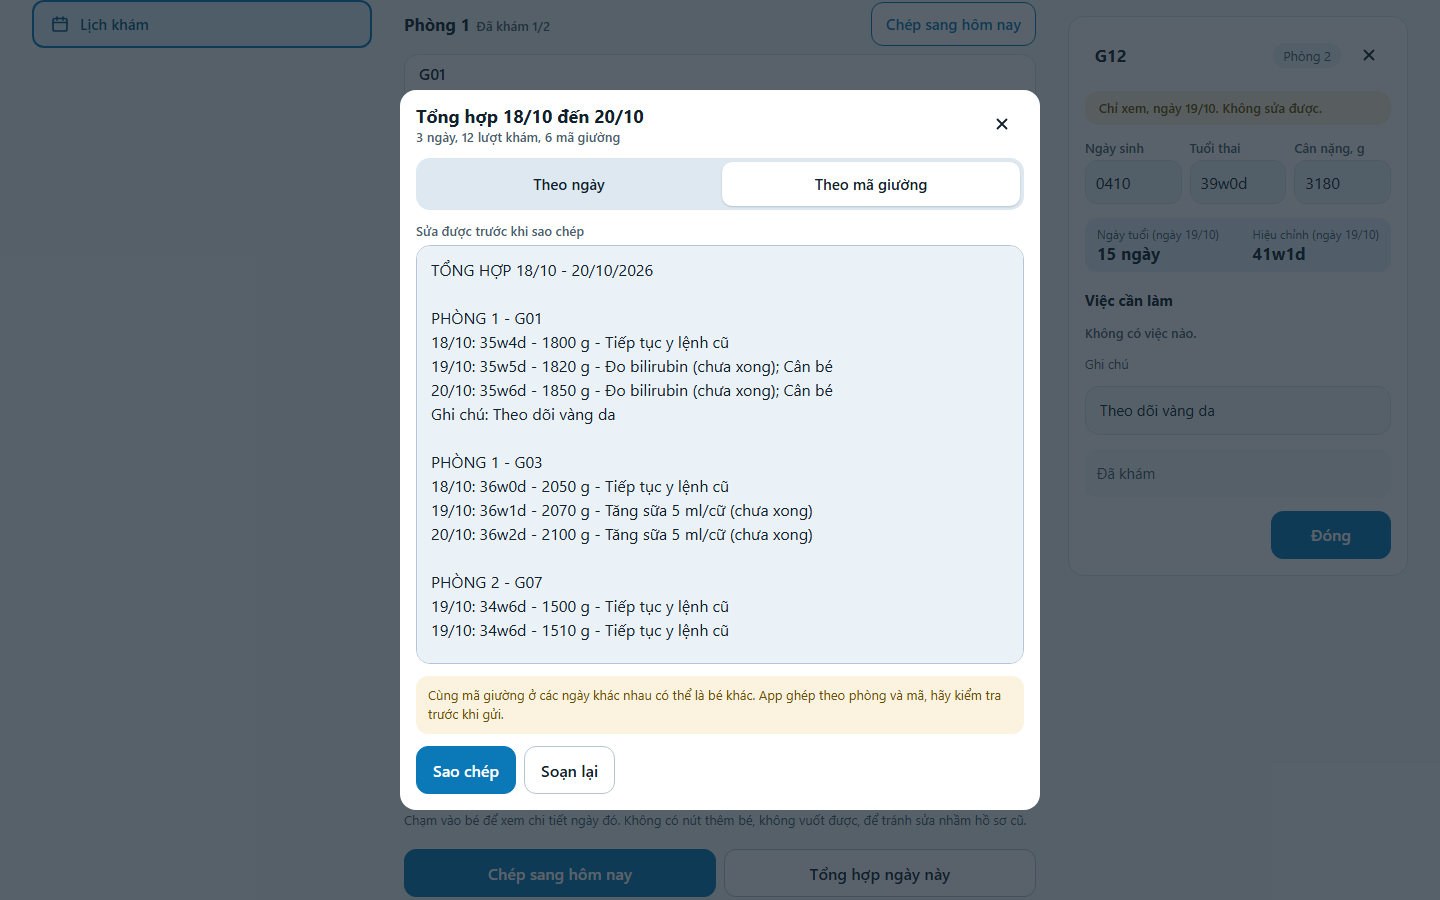 Lịch khám
Phòng 1 Đã khám 1/2
Chép sang hôm nay
G01
Tổng hợp 18/10 đến 20/10
3 ngày, 12 lượt khám, 6 mã giường
Theo ngày
Theo mã giường
Sửa được trước khi sao chép
TỔNG HỢP 18/10 - 20/10/2026
PHÒNG 1 - G01
18/10: 35w4d - 1800 g - Tiếp tục y lệnh cũ
19/10: 35w5d - 1820 g - Đo bilirubin (chưa xong); Cân bé
20/10: 35w6d - 1850 g - Đo bilirubin (chưa xong); Cân bé
Ghi chú: Theo dõi vàng da
PHÒNG 1 - G03
18/10: 36w0d - 2050 g - Tiếp tục y lệnh cũ
19/10: 36w1d - 2070 g - Tăng sữa 5 ml/cữ (chưa xong)
20/10: 36w2d - 2100 g - Tăng sữa 5 ml/cữ (chưa xong)
PHÒNG 2 - G07
19/10: 34w6d - 1500 g - Tiếp tục y lệnh cũ
19/10: 34w6d - 1510 g - Tiếp tục y lệnh cũ
Cùng mã giường ở các ngày khác nhau có thể là bé khác. App ghép theo phòng và mã, hãy kiểm tra
trước khi gửi.
Sao chép
Soạn lại
Chạm vào bé để xem chi tiết ngày đó. Không có nút thêm bé, không vuốt được, để tránh sửa nhầm hồ sơ cũ.
Chép sang hôm nay
Tổng hợp ngày này
G12
Phòng 2
Chỉ xem, ngày 19/10. Không sửa được.
Ngày sinh
Tuổi thai
Cân nặng, g
0410
39w0d
3180
Ngày tuổi (ngày 19/10)
Hiệu chỉnh (ngày 19/10)
15 ngày
41w1d
Việc cần làm
Không có việc nào.
Ghi chú
Theo dõi vàng da
Đã khám
Đóng